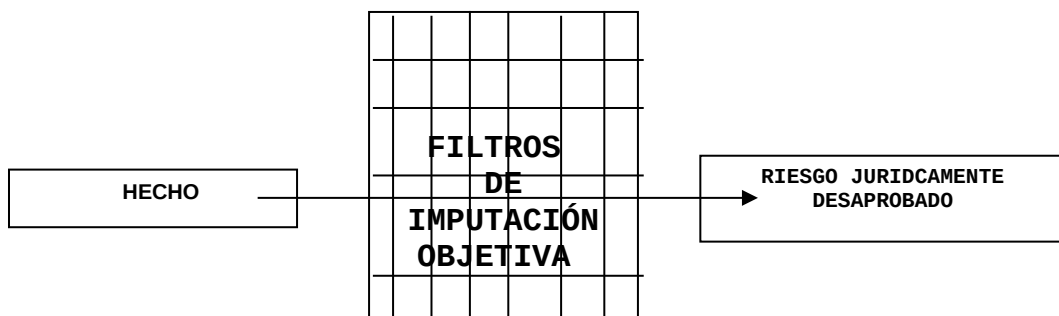 HECHO
FILTROS
DE
IMPUTACIÓN
OBJETIVA
RIESGO JURIDCAMENTE
DESAPROBADO